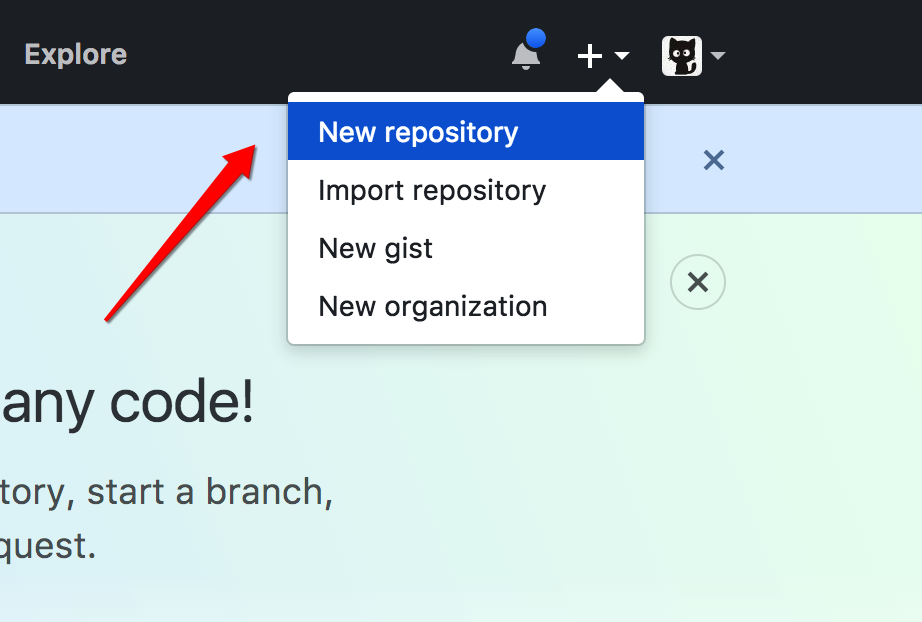 Explore
New repository
Import repository
New gist
New organization
any code!
tory, start a branch,
quest.